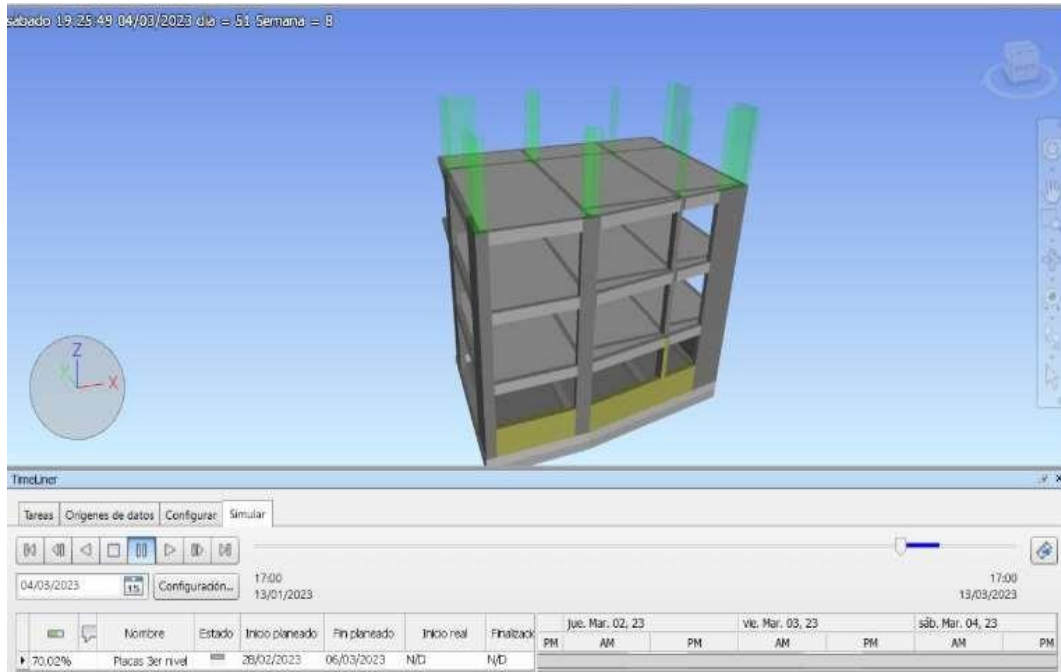 sábado 19:25:49 04/03/2023 día = 51 Semana = 8
Z
Y
X
TimeLiner
Tareas Orígenes de datos Configurar Simular
04/03/2023 15 Configuración... 17:00 13/01/2023 17:00 13/03/2023
Nombre Estado Inicio planeado Fin planeado Inicio real Finalizac jue. Mar. 02, 23 vie. Mar. 03, 23 sáb. Mar. 04, 23
PM AM PM AM PM AM PM
70,02% Placas 3er nivel 28/02/2023 06/03/2023 N/D N/D